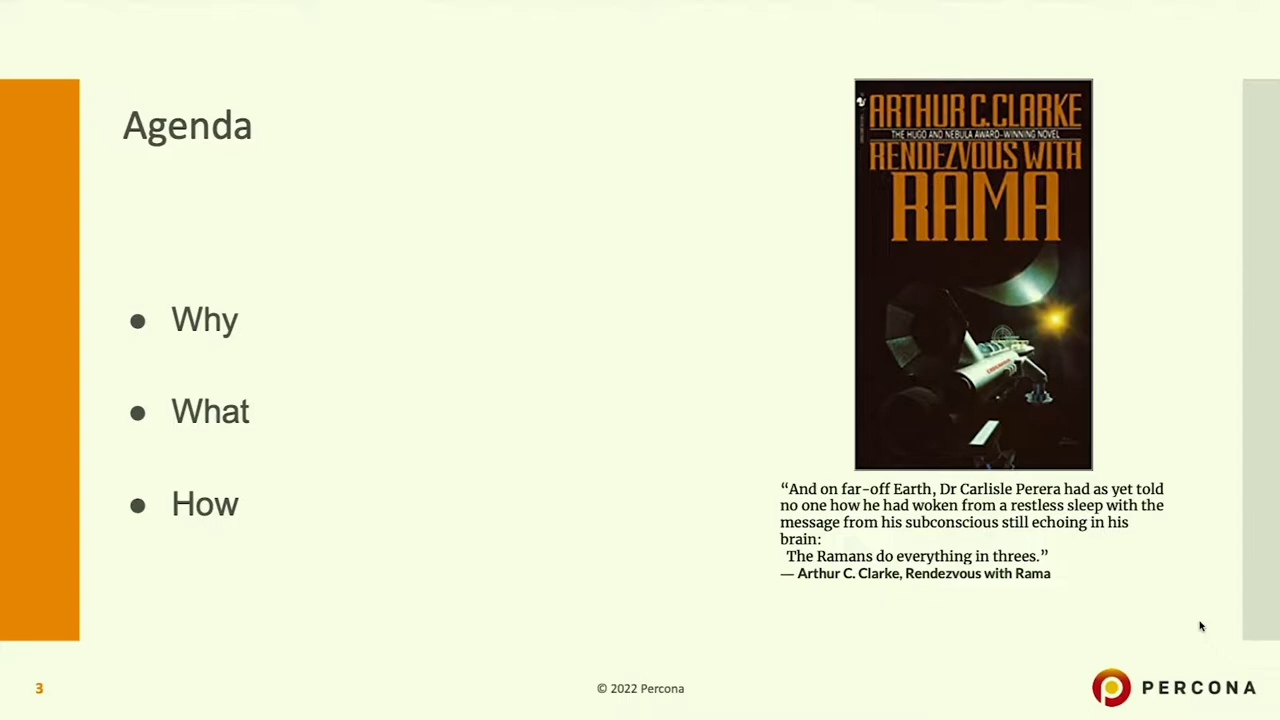 Agenda
● Why
● What
● How
ARTHUR C. CLARKE
THE HUGO AND NEBULA AWARD-WINNING NOVEL
RENDEZVOUS WITH
RAMA
“And on far-off Earth, Dr Carlisle Perera had as yet told
no one how he had woken from a restless sleep with the
message from his subconscious still echoing in his
brain:
The Ramans do everything in threes.”
— Arthur C. Clarke, Rendezvous with Rama
3
© 2022 Percona
PERCONA